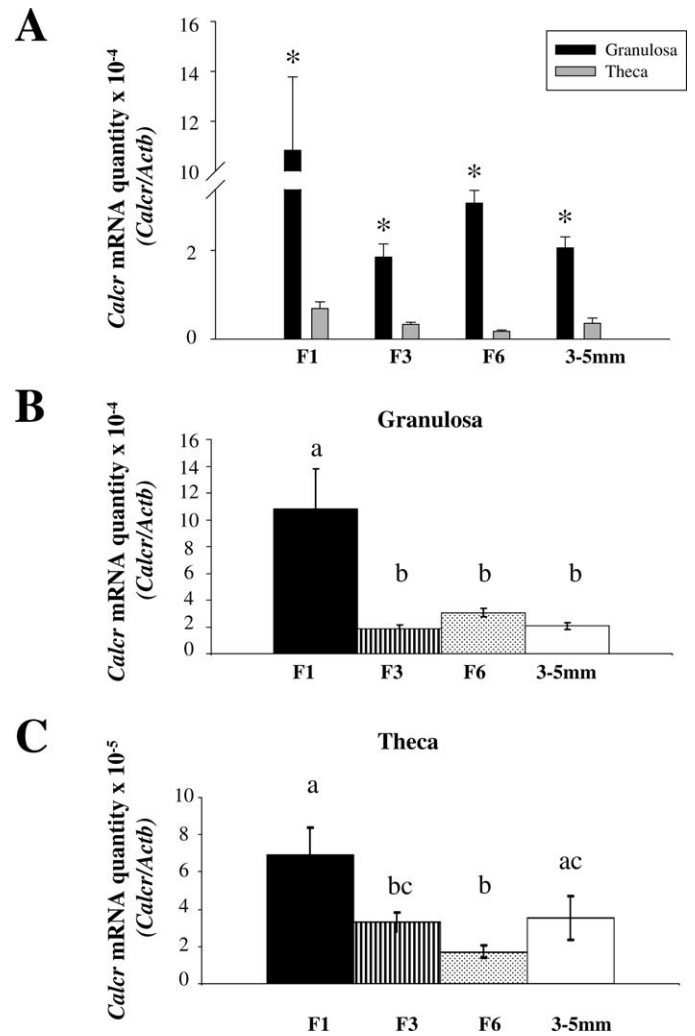 A
Calcr mRNA quantity x 10-4
(Calcr/Actb)
16
14
12
10
2
0
*
*
*
*
Granulosa
Theca
F1
F3
F6
3-5mm
B
Granulosa
Calcr mRNA quantity x 10-4
(Calcr/Actb)
16
14
12
10
8
6
4
2
0
a
b
b
b
F1
F3
F6
3-5mm
C
Theca
Calcr mRNA quantity x 10-5
(Calcr/Actb)
10
8
6
4
2
0
a
bc
b
ac
F1
F3
F6
3-5mm